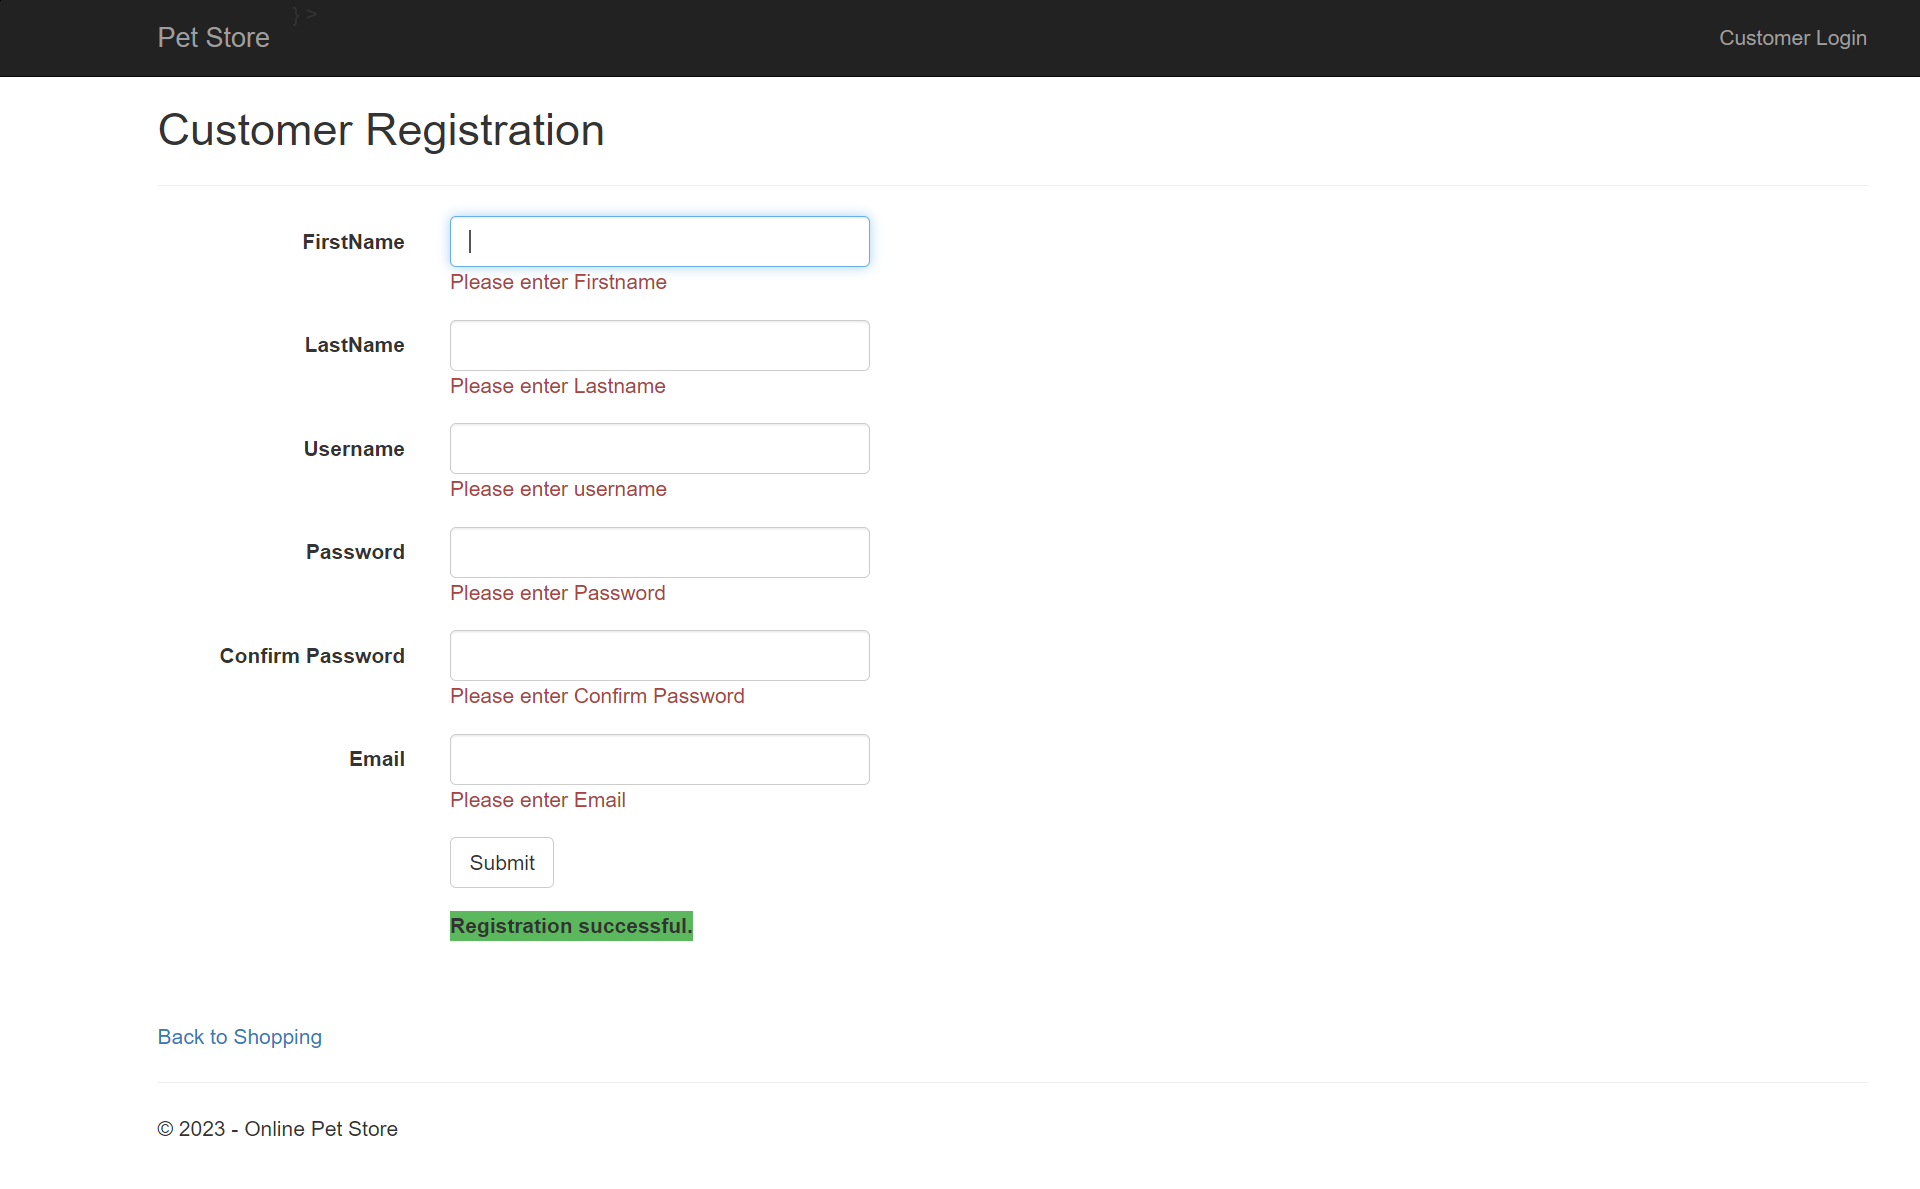 } >
Pet Store
Customer Login
Customer Registration
FirstName
Please enter Firstname
LastName
Please enter Lastname
Username
Please enter username
Password
Please enter Password
Confirm Password
Please enter Confirm Password
Email
Please enter Email
Submit
Registration successful.
Back to Shopping
© 2023 - Online Pet Store